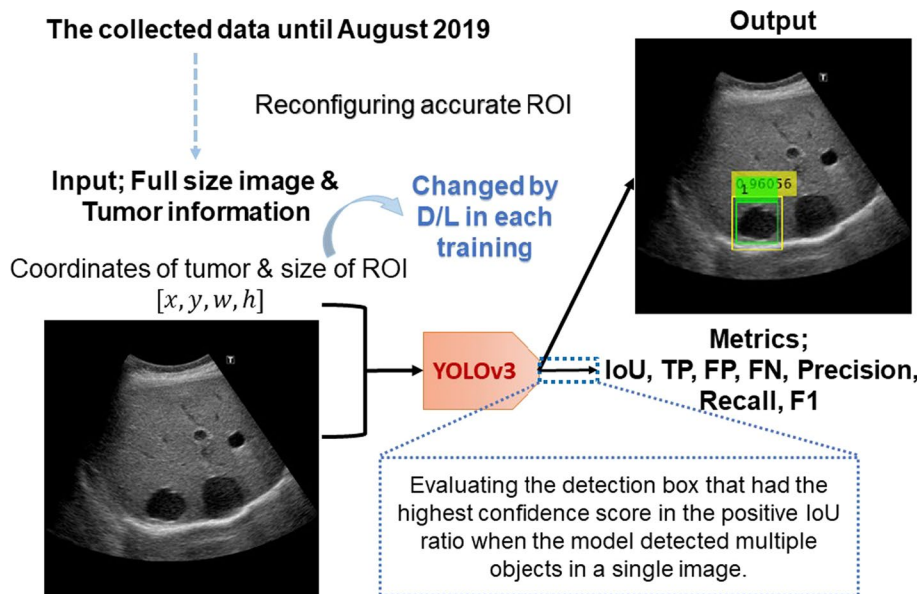 The collected data until August 2019
Reconfiguring accurate ROI
Input; Full size image &
Tumor information
Changed by
D/L in each
training
Coordinates of tumor & size of ROI
[x, y, w, h]
T
YOLOv3
Output
T
0.96056
1
Metrics;
IoU, TP, FP, FN, Precision,
Recall, F1
Evaluating the detection box that had the
highest confidence score in the positive IoU
ratio when the model detected multiple
objects in a single image.